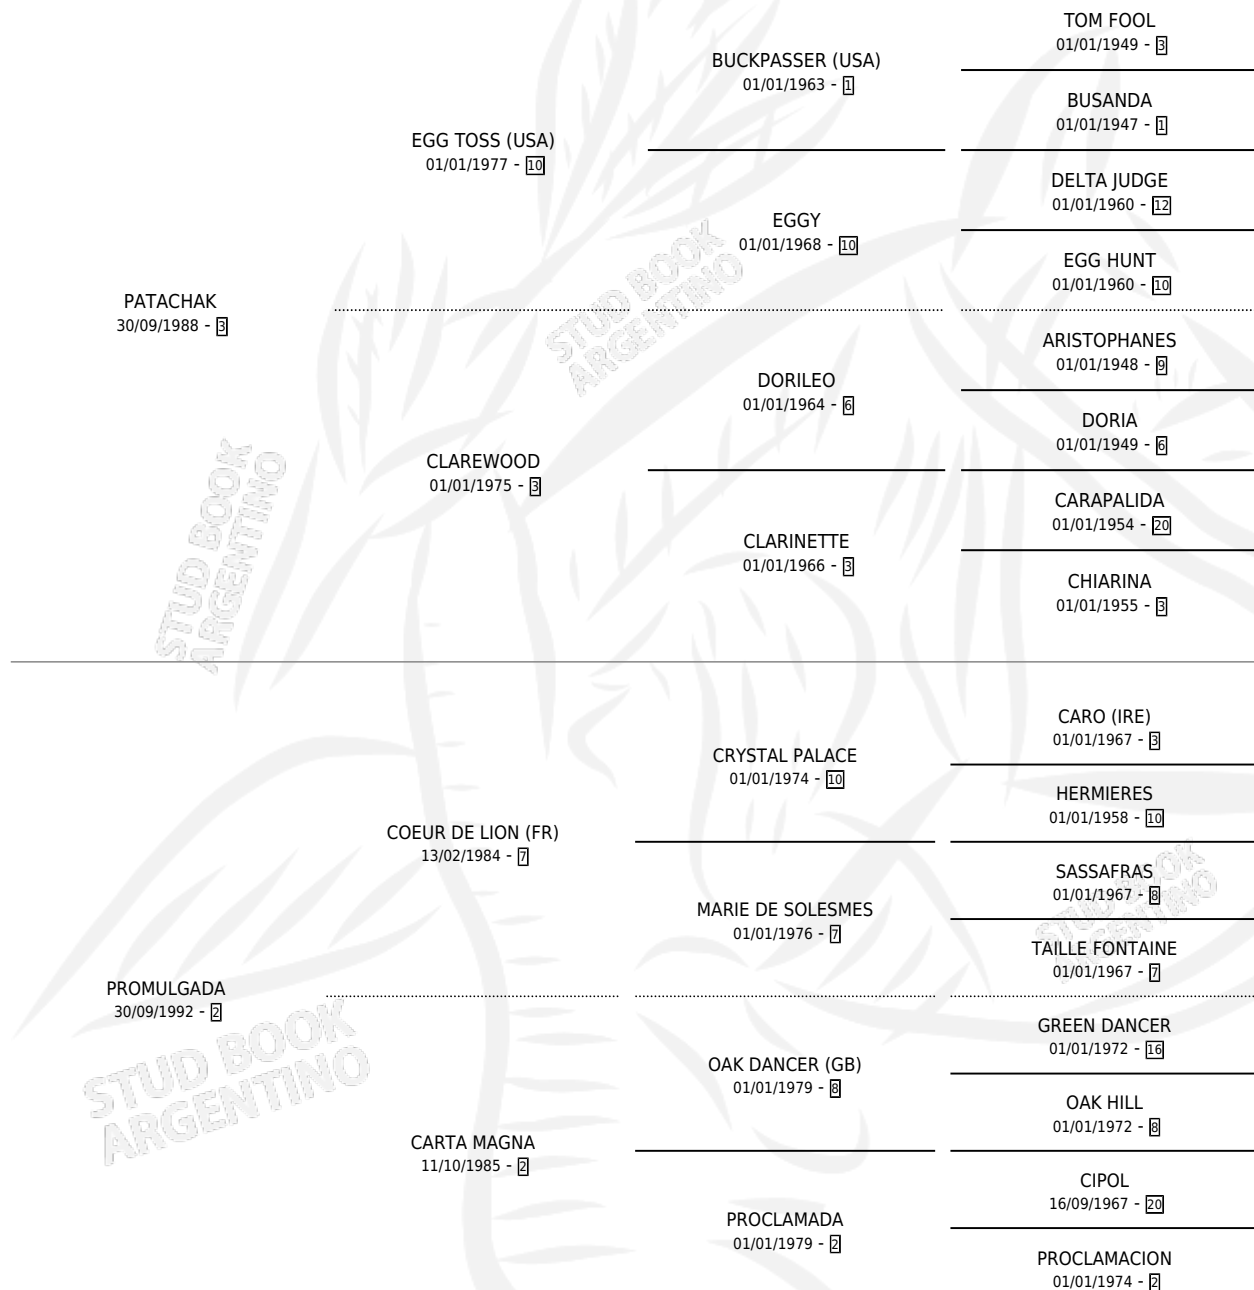 TOM FOOL
01/01/1949 - 3
BUCKPASSER (USA)
01/01/1963 - 1
BUSANDA
01/01/1947 - 1
EGG TOSS (USA)
01/01/1977 - 10
DELTA JUDGE
01/01/1960 - 12
EGGY
01/01/1968 - 10
EGG HUNT
01/01/1960 - 10
PATACHAK
30/09/1988 - 3
STUD BOOK
ARGENTINO
ARISTOPHANES
01/01/1948 - 9
DORILEO
01/01/1964 - 6
DORIA
01/01/1949 - 6
CLAREWOOD
01/01/1975 - 3
CARAPALIDA
01/01/1954 - 20
CLARINETTE
01/01/1966 - 3
CHIARINA
01/01/1955 - 3
STUD BOOK
ARGENTINO
CARO (IRE)
01/01/1967 - 3
CRYSTAL PALACE
01/01/1974 - 10
HERMIERES
01/01/1958 - 10
COEUR DE LION (FR)
13/02/1984 - 7
SASSAFRAS
01/01/1967 - 8
MARIE DE SOLESMES
01/01/1976 - 7
TAILLE FONTAINE
01/01/1967 - 7
STUD BOOK
ARGENTINO
PROMULGADA
30/09/1992 - 2
GREEN DANCER
01/01/1972 - 16
OAK DANCER (GB)
01/01/1979 - 8
OAK HILL
01/01/1972 - 8
STUD BOOK
ARGENTINO
CARTA MAGNA
11/10/1985 - 2
CIPOL
16/09/1967 - 20
PROCLAMADA
01/01/1979 - 2
PROCLAMACION
01/01/1974 - 2